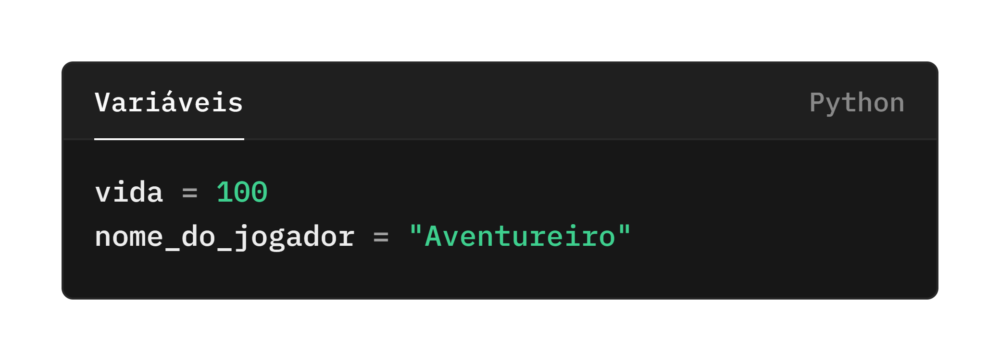 Variáveis
Python
vida = 100
nome_do_jogador = "Aventureiro"